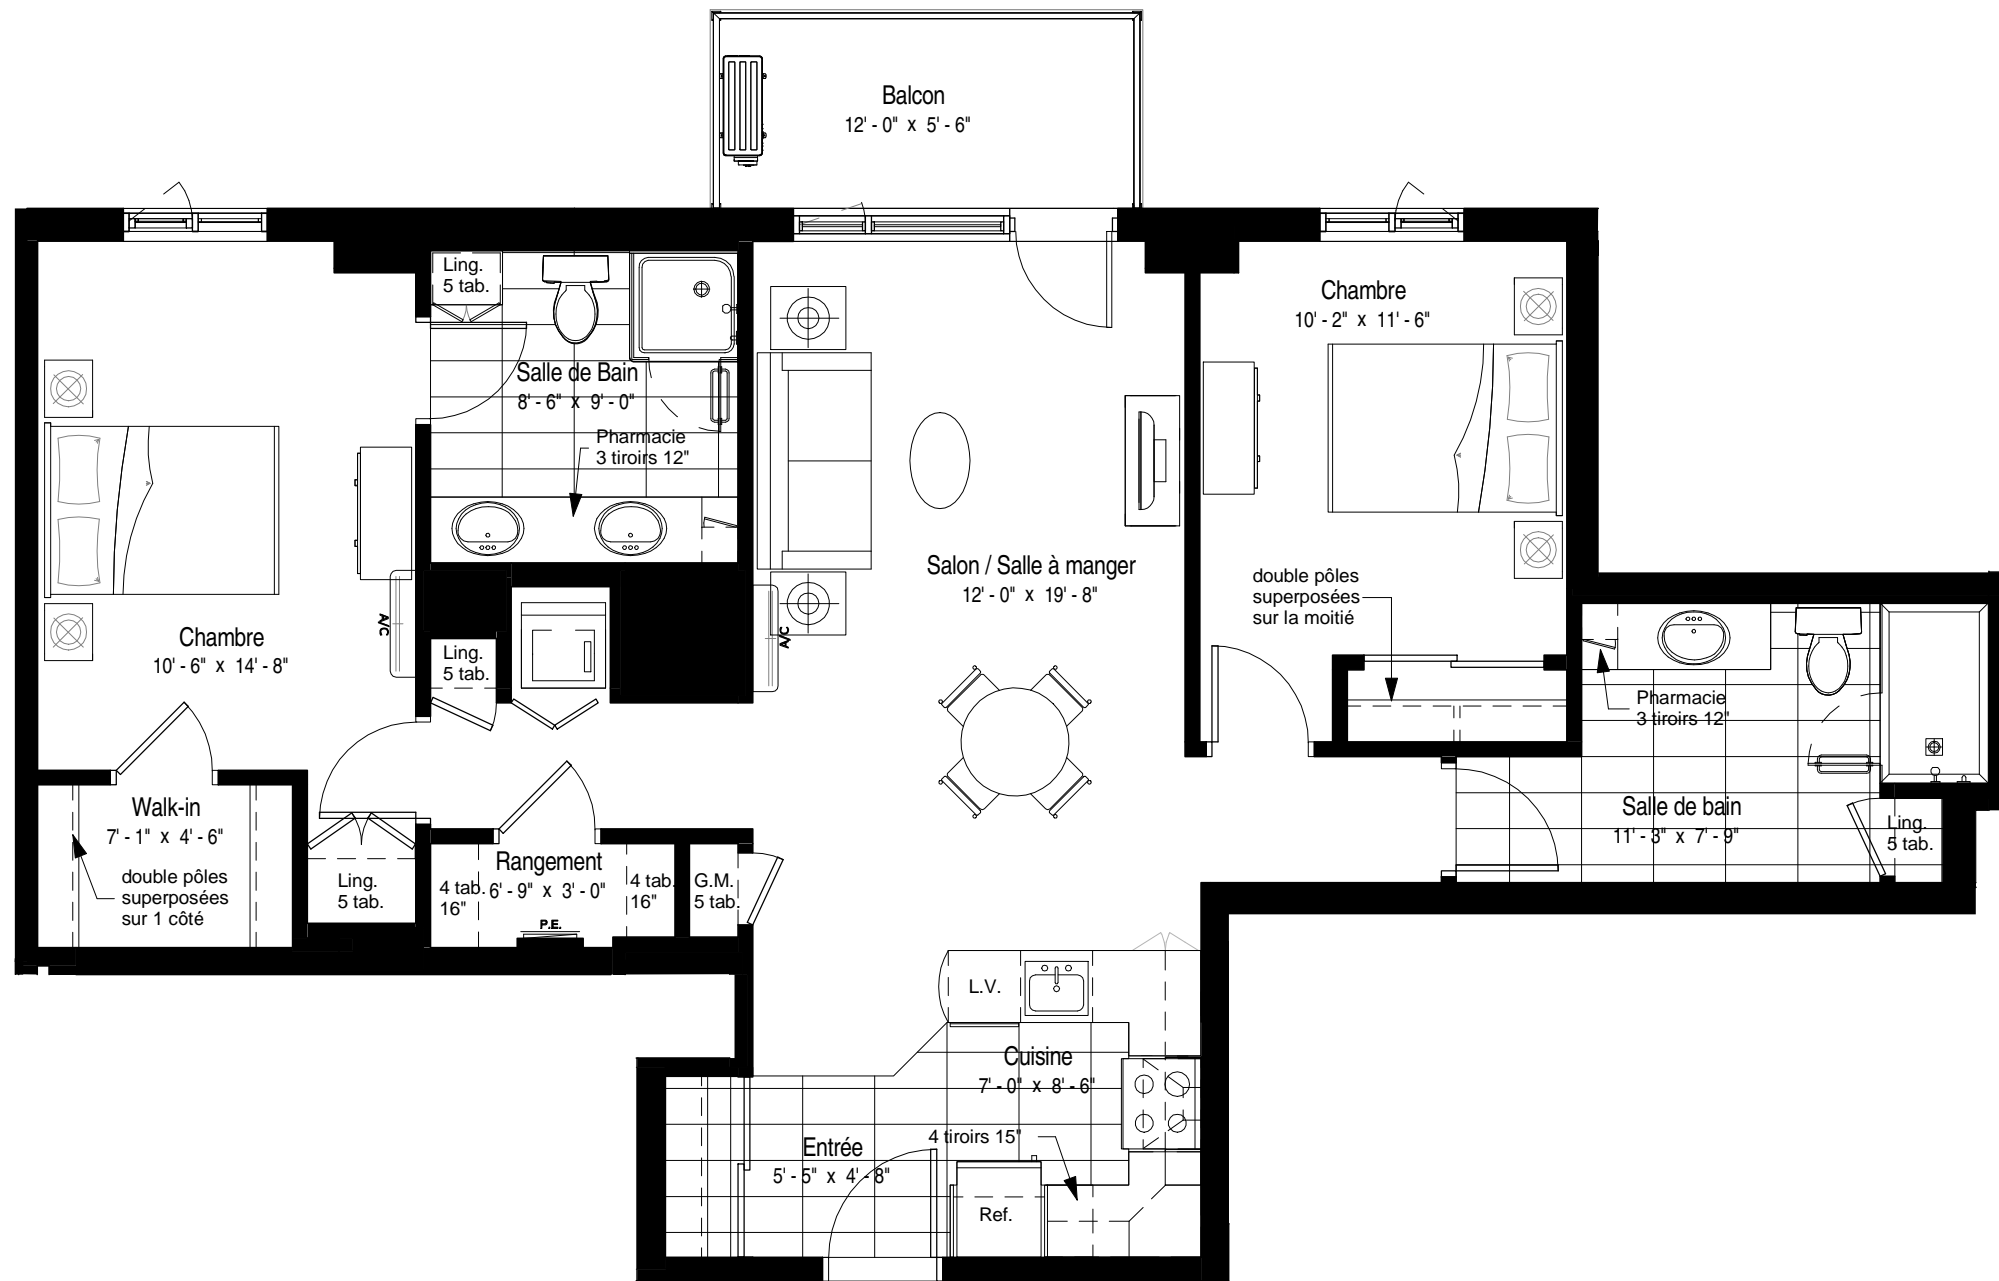 Balcon
12' - 0" x 5' - 6"
Ling.
5 tab.
Chambre
10' - 2" x 11' - 6"
Salle de Bain
8' - 6" x 9' - 0"
Pharmacie
3 tiroirs 12"
Salon / Salle à manger
12' - 0" x 19' - 8"
double pôles
superposées
sur la moitié
A/C
A/C
Chambre
10' - 6" x 14' - 8"
Ling.
5 tab.
Pharmacie
3 tiroirs 12"
Walk-in
7' - 1" x 4' - 6"
double pôles
superposées
sur 1 côté
Ling.
5 tab.
Rangement
6' - 9" x 3' - 0"
4 tab.
16"
4 tab.
16"
P.E.
G.M.
5 tab.
Salle de bain
11' - 3" x 7' - 9"
Ling.
5 tab.
L.V.
Cuisine
7' - 0" x 8' - 6"
Entrée
5' - 5" x 4' - 8"
4 tiroirs 15"
Ref.